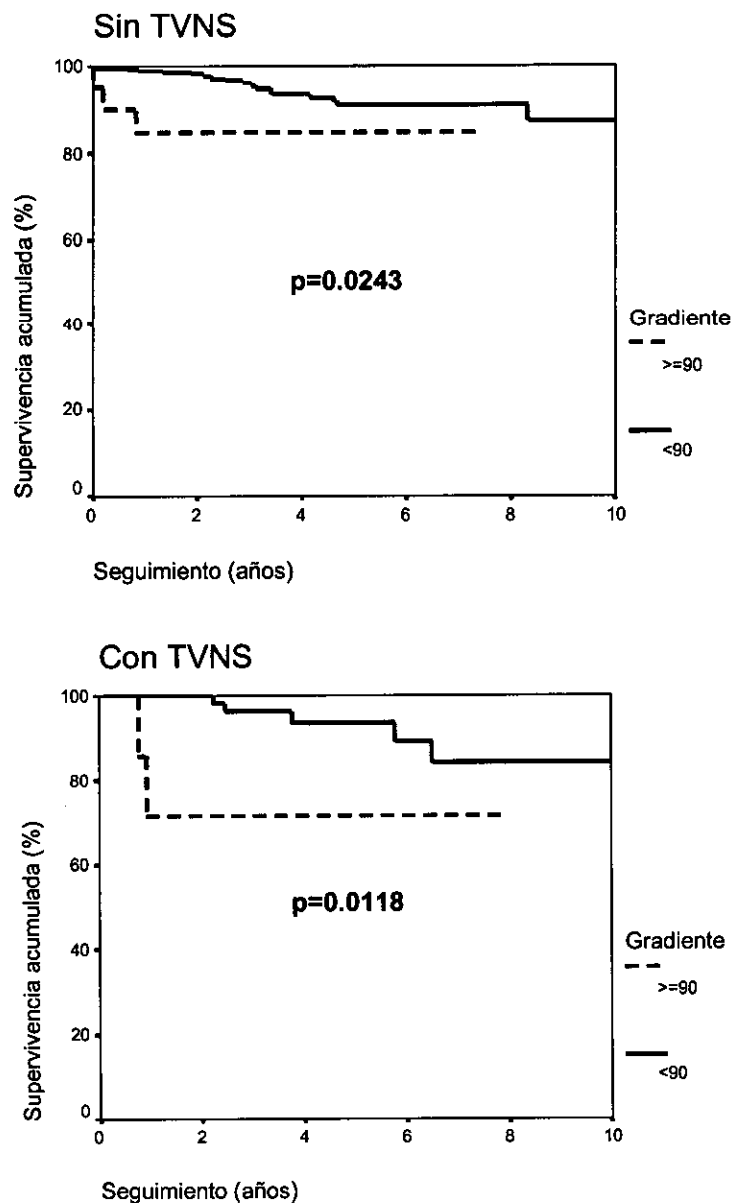 Sin TVNS
100
80
60
40
20
0
Supervivencia acumulada (%)
p=0.0243
0 2 4 6 8 10
Seguimiento (años)
Gradiente
>=90
<90
Con TVNS
100
80
60
40
20
0
Supervivencia acumulada (%)
p=0.0118
0 2 4 6 8 10
Seguimiento (años)
Gradiente
>=90
<90